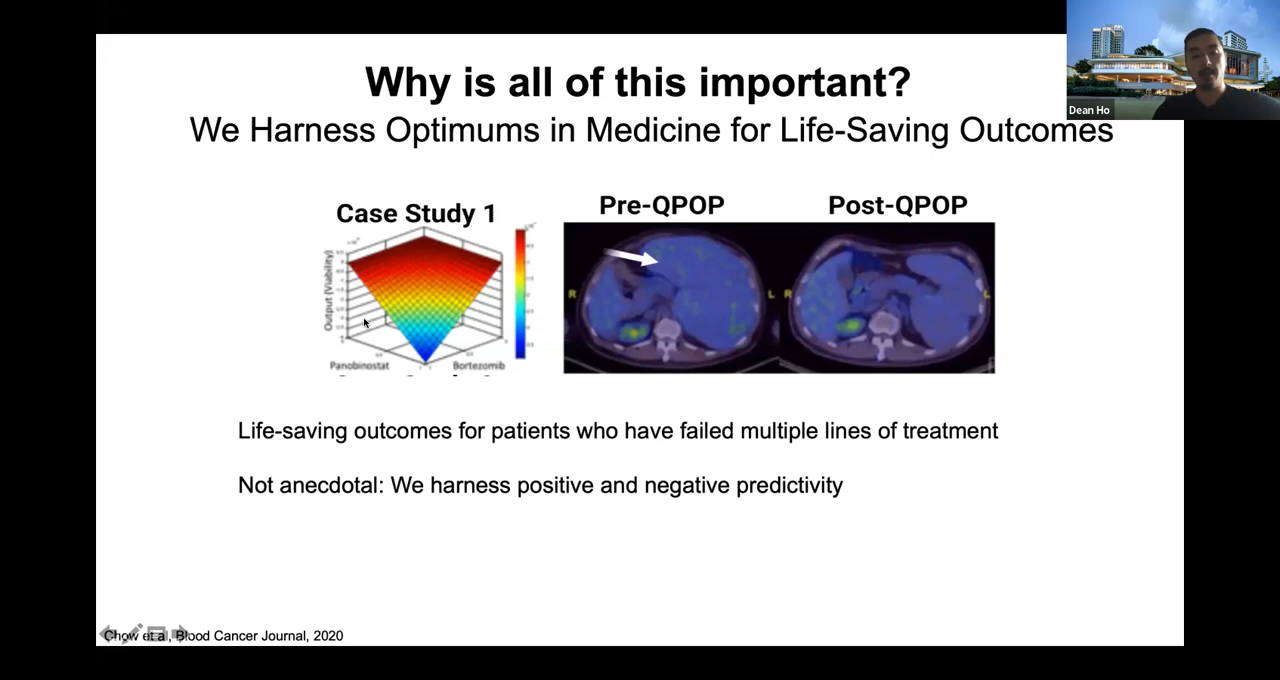 Why is all of this important?
Dean Ho
We Harness Optimums in Medicine for Life-Saving Outcomes
Case Study 1
Pre-QPOP
Post-QPOP
Output (Viability)
Panobinostat
Bortezomib
R
L
R
L
Life-saving outcomes for patients who have failed multiple lines of treatment
Not anecdotal: We harness positive and negative predictivity
Chow et al, Blood Cancer Journal, 2020